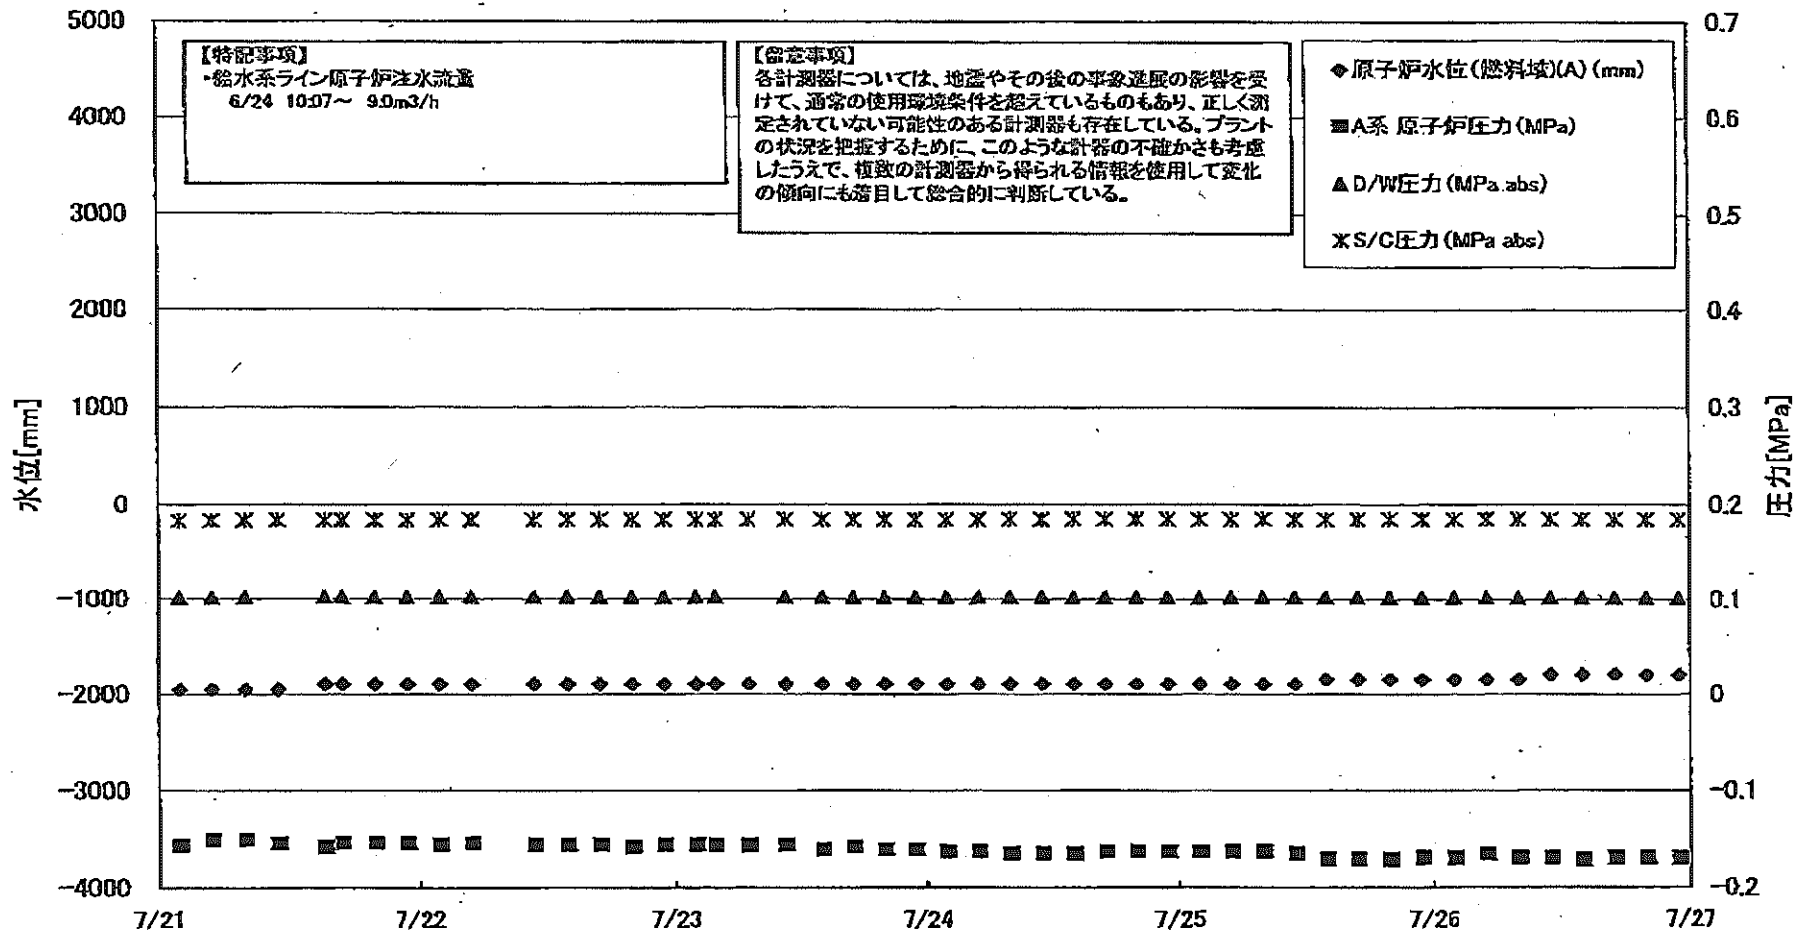 【特記事項】
・給水系ライン原子炉注水流量
6/24 10:07～ 9.0m3/h
【留意事項】
各計測器については、地震やその後の事象進展の影響を受
けて、通常の使用環境条件を超えているものもあり、正しく測
定されていない可能性のある計測器も存在している。プラント
の状況を把握するために、このような計器の不確かさも考慮
したうえで、複数の計測器から得られる情報を使用して変化
の傾向にも着目して総合的に判断している。
◆原子炉水位(燃料域)(A) (mm)
■A系 原子炉圧力(MPa)
▲D/W圧力(MPa.abs)
S/C圧力(MPa abs)
水位[mm]
5000
4000
3000
2000
1000
0
-1000
-2000
-3000
-4000
圧力[MPa]
0.7
0.6
0.5
0.4
0.3
0.2
0.1
0
-0.1
-0.2
7/21
7/22
7/23
7/24
7/25
7/26
7/27